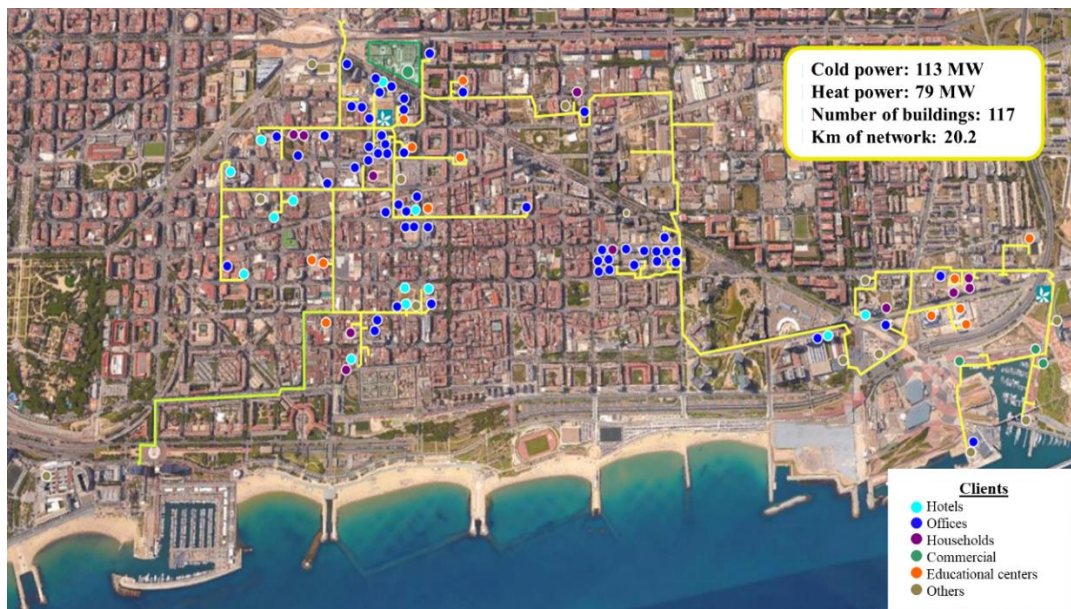 Cold power: 113 MW
Heat power: 79 MW
Number of buildings: 117
Km of network: 20.2
Clients
Hotels
Offices
Households
Commercial
Educational centers
Others